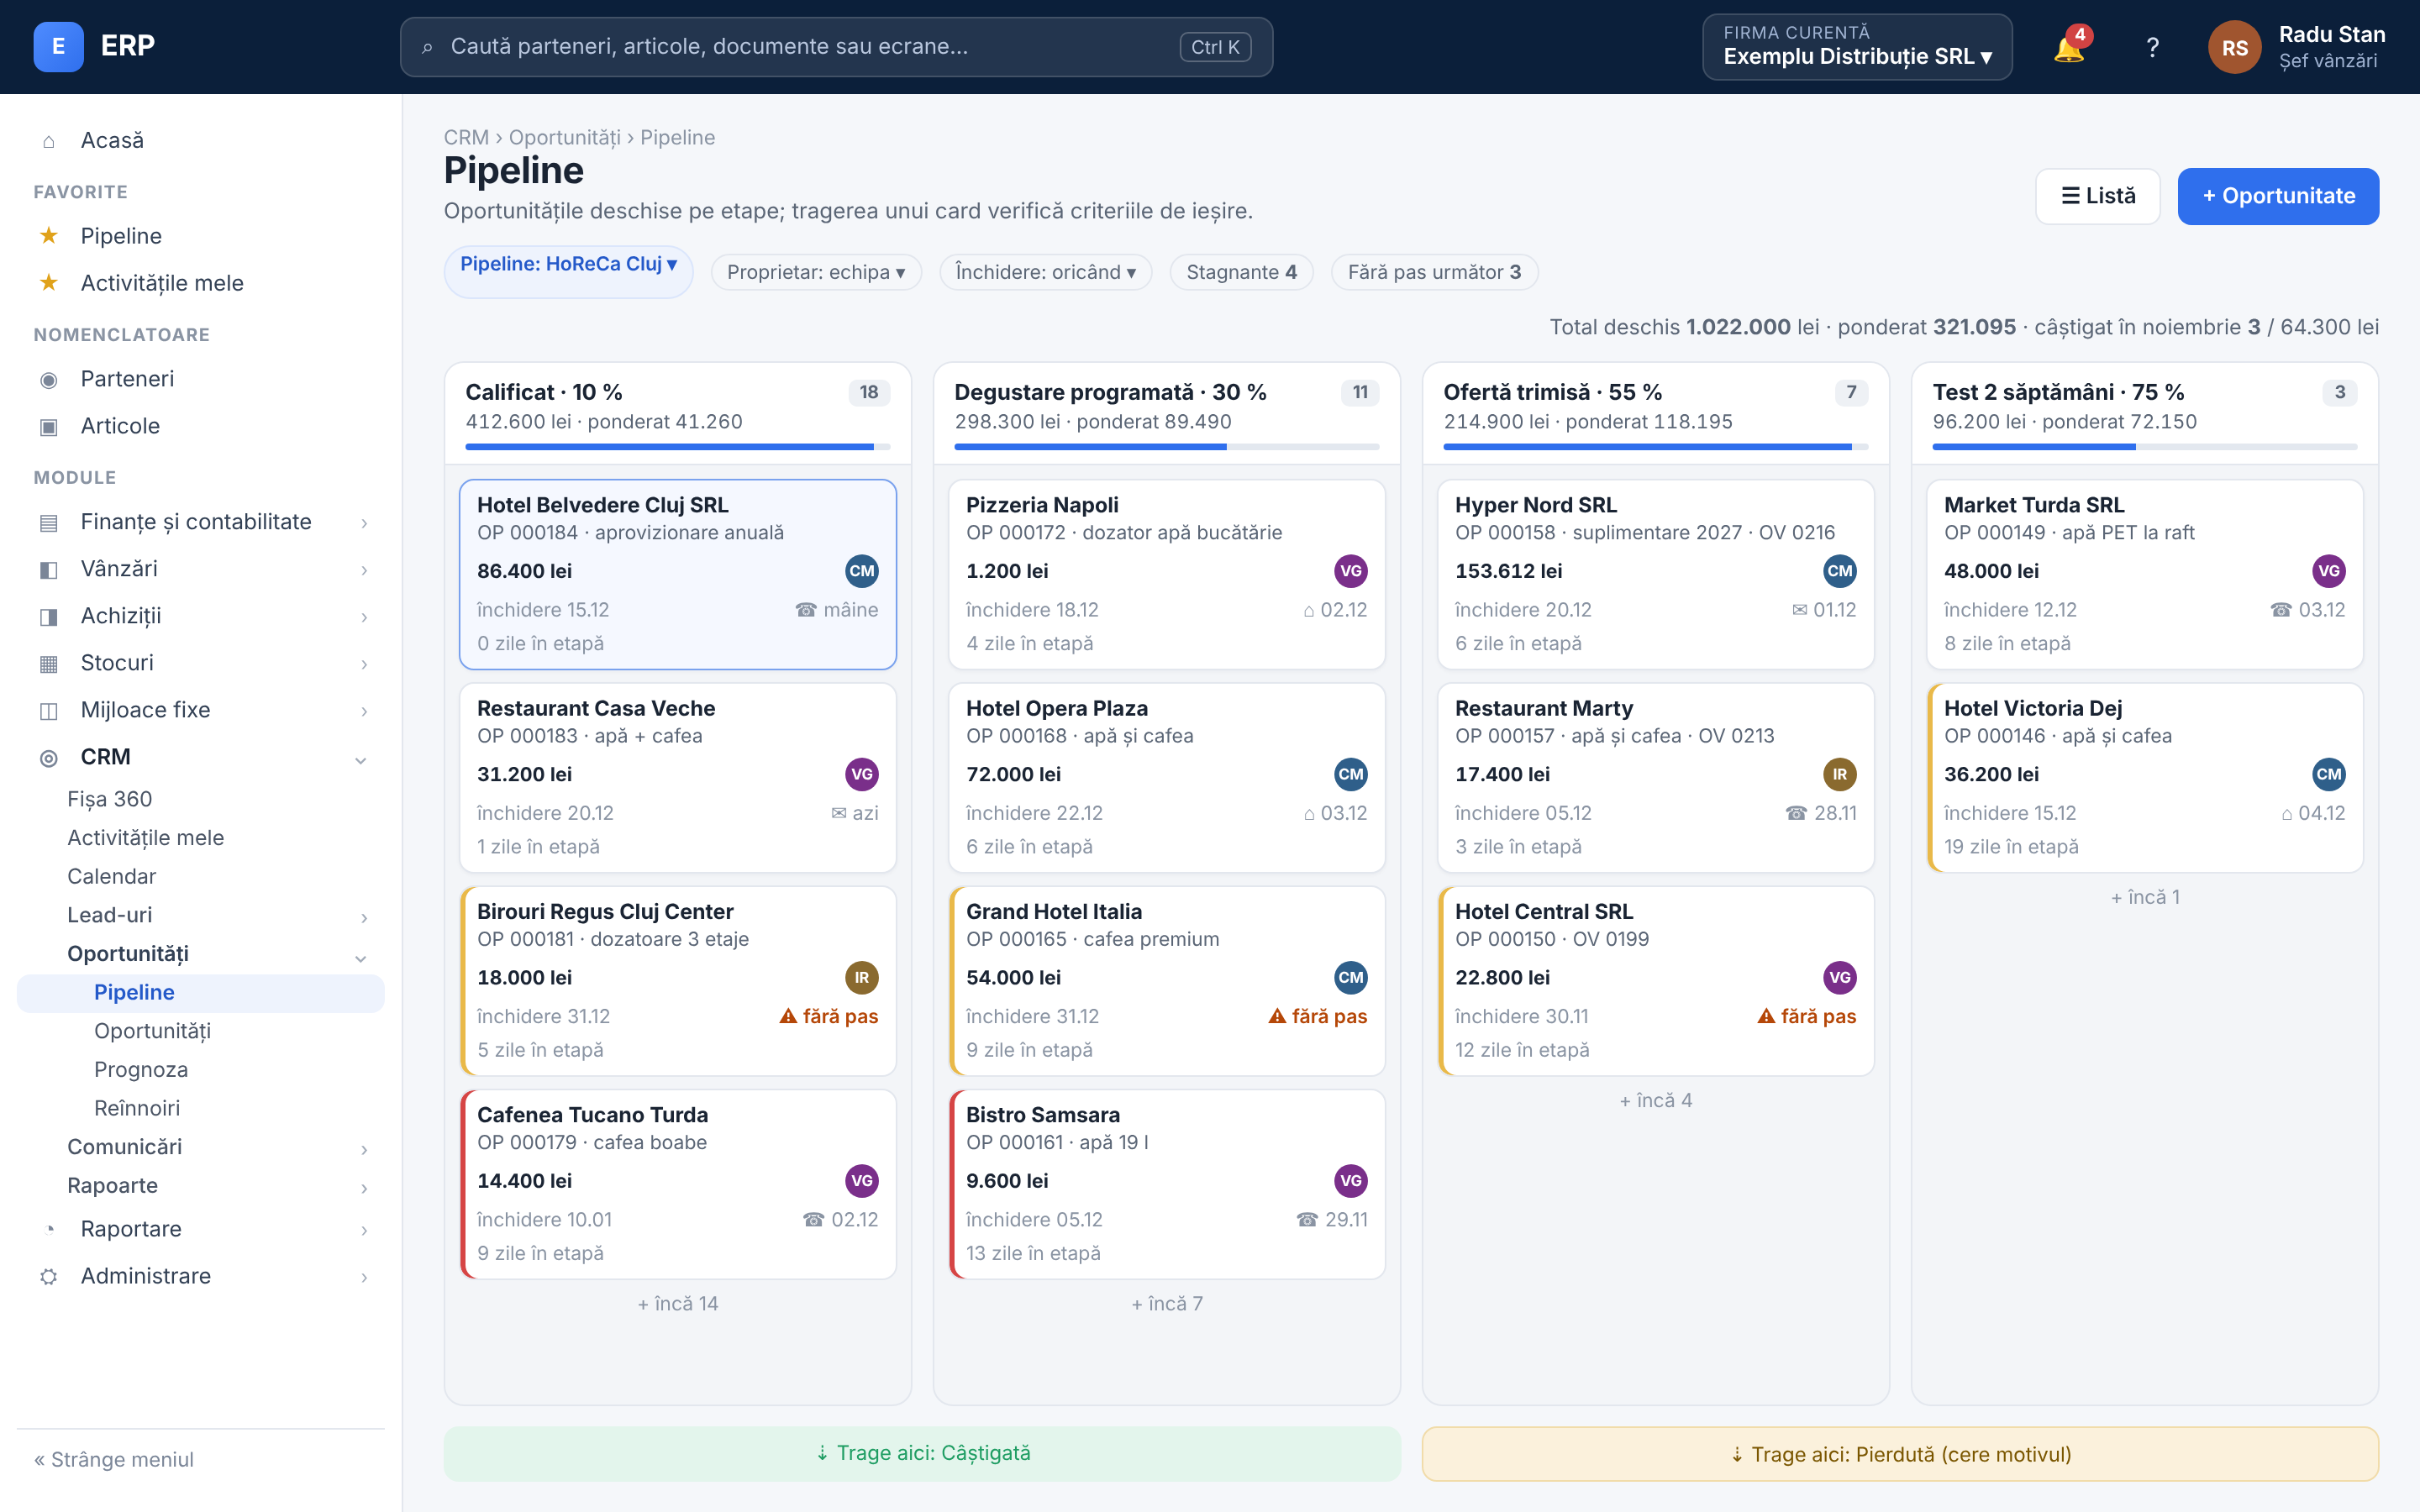 E ERP
Caută parteneri, articole, documente sau ecrane... Ctrl K
FIRMA CURENTĂ
Exemplu Distribuție SRL ▾
4
?
RS
Radu Stan
Șef vânzări
Acasă
FAVORITE
★ Pipeline
★ Activitățile mele
NOMENCLATOARE
Parteneri
Articole
MODULE
Finanțe și contabilitate ›
Vânzări ›
Achiziții ›
Stocuri ›
Mijloace fixe ›
CRM
Fișa 360
Activitățile mele
Calendar
Lead-uri ›
Oportunități
Pipeline
Oportunități
Prognoza
Reînnoiri
Comunicări ›
Rapoarte ›
Raportare ›
Administrare ›
« Strânge meniul
CRM › Oportunități › Pipeline
Pipeline
Oportunitățile deschise pe etape; tragerea unui card verifică criteriile de ieșire.
☰ Listă
+ Oportunitate
Pipeline: HoReCa Cluj ▾
Proprietar: echipa ▾
Închidere: oricând ▾
Stagnante 4
Fără pas următor 3
Total deschis 1.022.000 lei · ponderat 321.095 · câștigat în noiembrie 3 / 64.300 lei
Calificat · 10 % 18
412.600 lei · ponderat 41.260
Hotel Belvedere Cluj SRL
OP 000184 · aprovizionare anuală
86.400 lei CM
închidere 15.12 ☎ mâine
0 zile în etapă
Restaurant Casa Veche
OP 000183 · apă + cafea
31.200 lei VG
închidere 20.12 ✉ azi
1 zile în etapă
Birouri Regus Cluj Center
OP 000181 · dozatoare 3 etaje
18.000 lei IR
închidere 31.12 ⚠ fără pas
5 zile în etapă
Cafenea Tucano Turda
OP 000179 · cafea boabe
14.400 lei VG
închidere 10.01 ☎ 02.12
9 zile în etapă
+ încă 14
Degustare programată · 30 % 11
298.300 lei · ponderat 89.490
Pizzeria Napoli
OP 000172 · dozator apă bucătărie
1.200 lei VG
închidere 18.12 ⌂ 02.12
4 zile în etapă
Hotel Opera Plaza
OP 000168 · apă și cafea
72.000 lei CM
închidere 22.12 ⌂ 03.12
6 zile în etapă
Grand Hotel Italia
OP 000165 · cafea premium
54.000 lei CM
închidere 31.12 ⚠ fără pas
9 zile în etapă
Bistro Samsara
OP 000161 · apă 19 l
9.600 lei VG
închidere 05.12 ☎ 29.11
13 zile în etapă
+ încă 7
Ofertă trimisă · 55 % 7
214.900 lei · ponderat 118.195
Hyper Nord SRL
OP 000158 · suplimentare 2027 · OV 0216
153.612 lei CM
închidere 20.12 ✉ 01.12
6 zile în etapă
Restaurant Marty
OP 000157 · apă și cafea · OV 0213
17.400 lei IR
închidere 05.12 ☎ 28.11
3 zile în etapă
Hotel Central SRL
OP 000150 · OV 0199
22.800 lei VG
închidere 30.11 ⚠ fără pas
12 zile în etapă
+ încă 4
Test 2 săptămâni · 75 % 3
96.200 lei · ponderat 72.150
Market Turda SRL
OP 000149 · apă PET la raft
48.000 lei VG
închidere 12.12 ☎ 03.12
8 zile în etapă
Hotel Victoria Dej
OP 000146 · apă și cafea
36.200 lei CM
închidere 15.12 ⌂ 04.12
19 zile în etapă
+ încă 1
⇣ Trage aici: Câștigată
⇣ Trage aici: Pierdută (cere motivul)